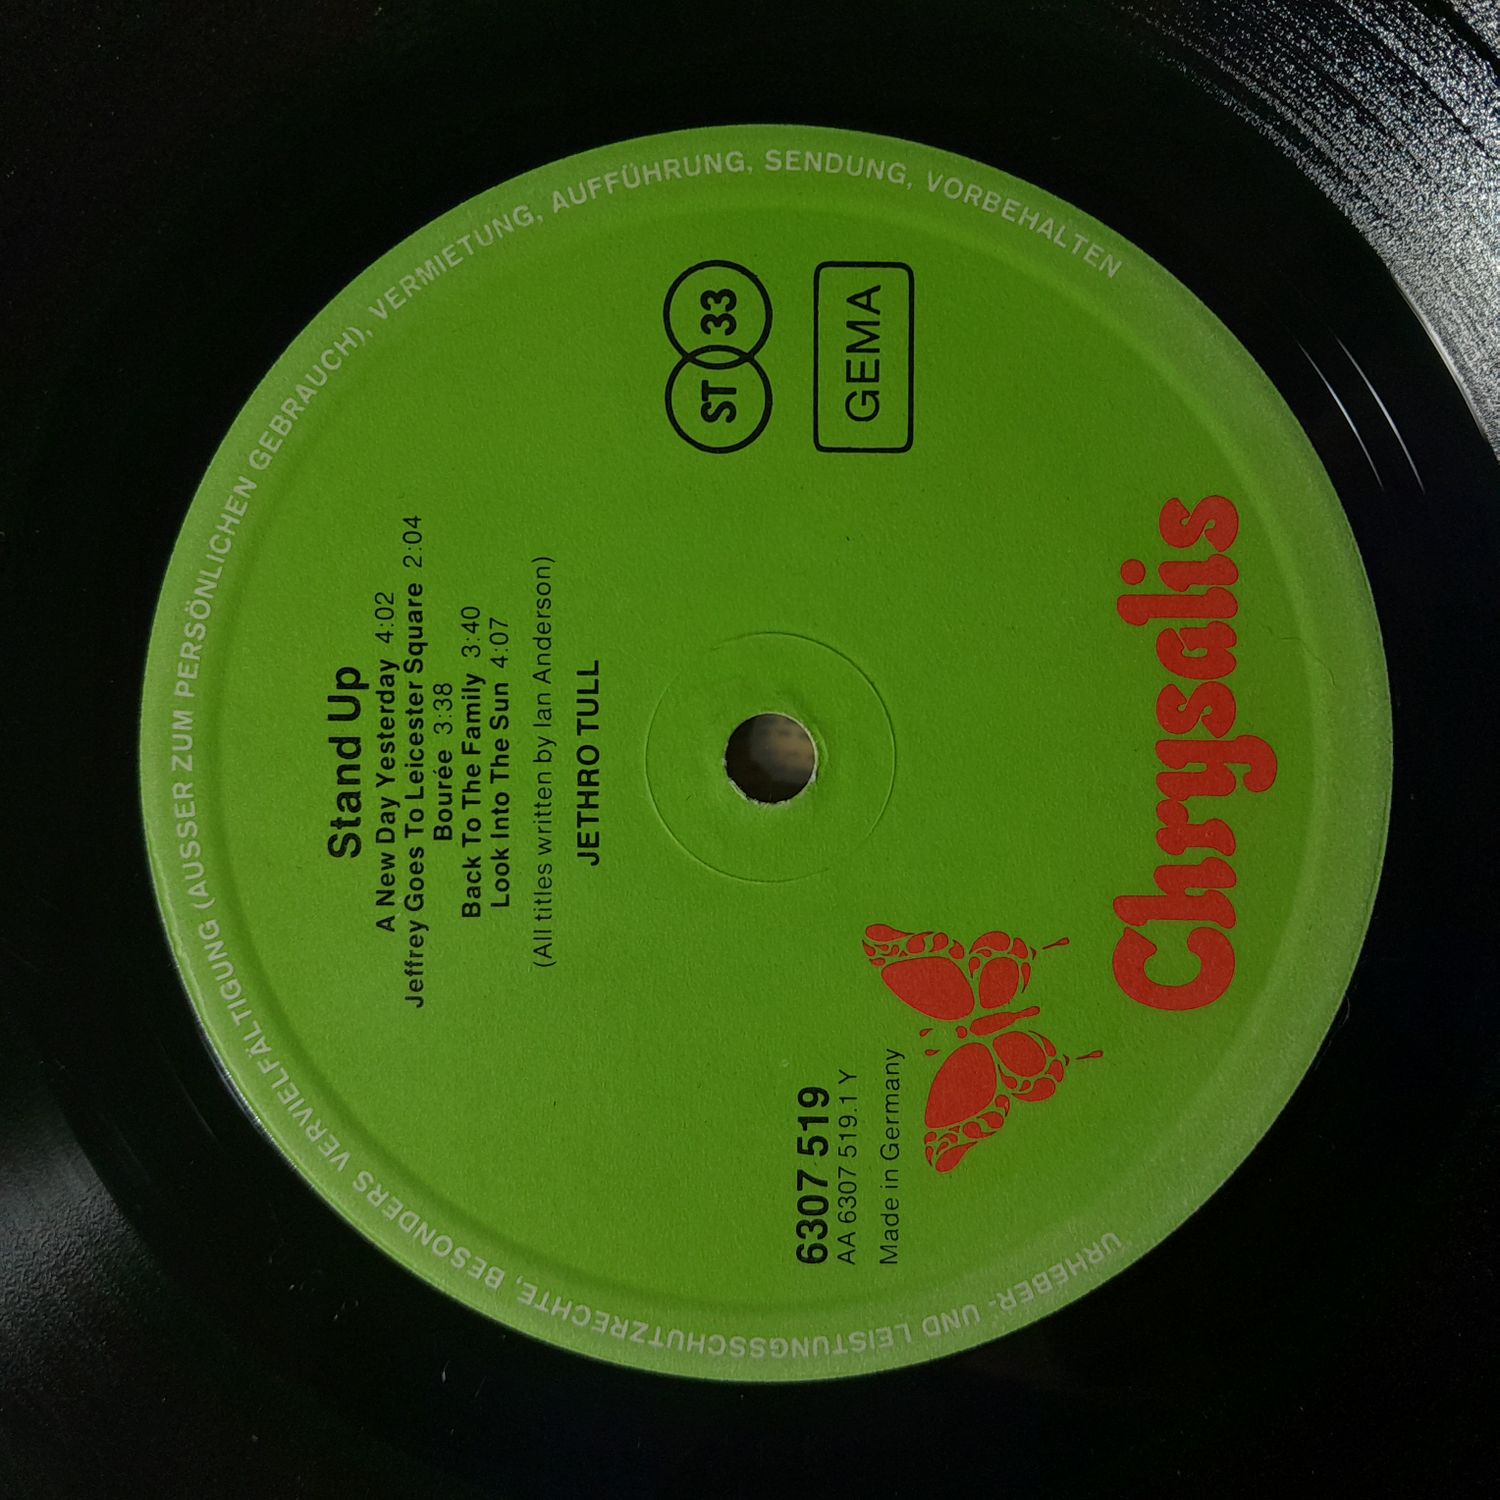 Stand Up
A New Day Yesterday 4:02
Jeffrey Goes To Leicester Square 2:04
Bourée 3:38
Back To The Family 3:40
Look Into The Sun 4:07
(All titles written by Ian Anderson)
JETHRO TULL
ST 33
GEMA
6307 519
AA 6307 519.1 Y
Made in Germany
Chrysalis
URHEBER- UND LEISTUNGSSCHUTZRECHTE, BESONDERS VERVIELFÄLTIGUNG (AUSSER ZUM PERSÖNLICHEN GEBRAUCH), VERMIETUNG, AUFFÜHRUNG, SENDUNG, VORBEHALTEN